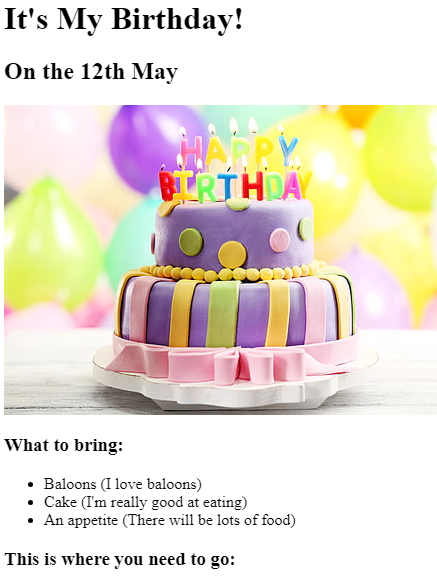 It's My Birthday!
On the 12th May
HAPPY
BIRTHDAY
What to bring:
Baloons (I love baloons)
Cake (I'm really good at eating)
An appetite (There will be lots of food)
This is where you need to go: